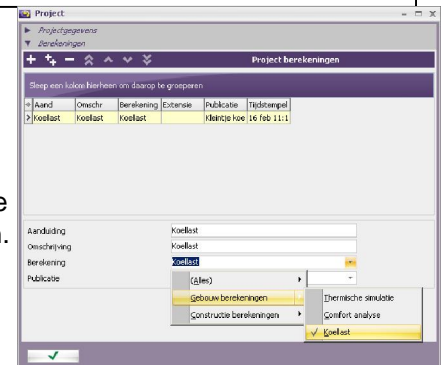 Project
Projectgegevens
Berekeningen
Project berekeningen
Sleep een kolom hierheen om daarop te groeperen
Aand Omschr Berekening Extensie Publicatie Tijdstempel
Koellast Koellast Koellast Kleintje koe 16 feb 11:1
e
n.
Aanduiding Koellast
Omschrijving Koellast
Berekening Koellast
Publicatie
(Alles)
Gebouw berekeningen
Constructie berekeningen
Thermische simulatie
Comfort analyse
Koellast